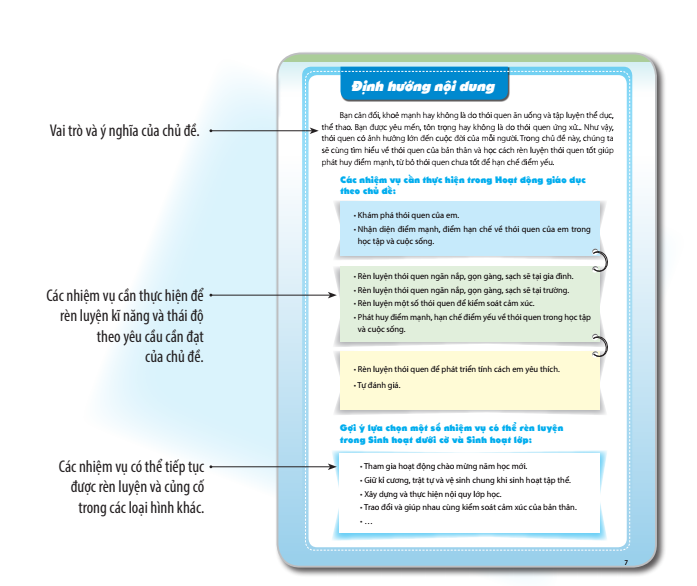 Định hướng nội dung
Bạn cân đối, khoẻ mạnh hay không là do thói quen ăn uống và tập luyện thể dục,
thể thao. Bạn được yêu mến, tôn trọng hay không là do thói quen ứng xử... Như vậy,
thói quen có ảnh hưởng lớn đến cuộc đời của mỗi người. Trong chủ đề này, chúng ta
sẽ cùng tìm hiểu về thói quen của bản thân và học cách rèn luyện thói quen tốt giúp
phát huy điểm mạnh, từ bỏ thói quen chưa tốt để hạn chế điểm yếu.
Vai trò và ý nghĩa của chủ đề.
Các nhiệm vụ cần thực hiện trong Hoạt động giáo dục
theo chủ đề:
• Khám phá thói quen của em.
• Nhận diện điểm mạnh, điểm hạn chế về thói quen của em trong
học tập và cuộc sống.
• Rèn luyện thói quen ngăn nắp, gọn gàng, sạch sẽ tại gia đình.
• Rèn luyện thói quen ngăn nắp, gọn gàng, sạch sẽ tại trường.
• Rèn luyện một số thói quen để kiểm soát cảm xúc.
• Phát huy điểm mạnh, hạn chế điểm yếu về thói quen trong học tập
và cuộc sống.
Các nhiệm vụ cần thực hiện để
rèn luyện kĩ năng và thái độ
theo yêu cầu cần đạt
của chủ đề.
• Rèn luyện thói quen để phát triển tính cách em yêu thích.
• Tự đánh giá.
Gợi ý lựa chọn một số nhiệm vụ có thể rèn luyện
trong Sinh hoạt dưới cờ và Sinh hoạt lớp:
• Tham gia hoạt động chào mừng năm học mới.
• Giữ kỉ cương, trật tự và vệ sinh chung khi sinh hoạt tập thể.
• Xây dựng và thực hiện nội quy lớp học.
• Trao đổi và giúp nhau cùng kiểm soát cảm xúc của bản thân.
• ...
Các nhiệm vụ có thể tiếp tục
được rèn luyện và củng cố
trong các loại hình khác.
7